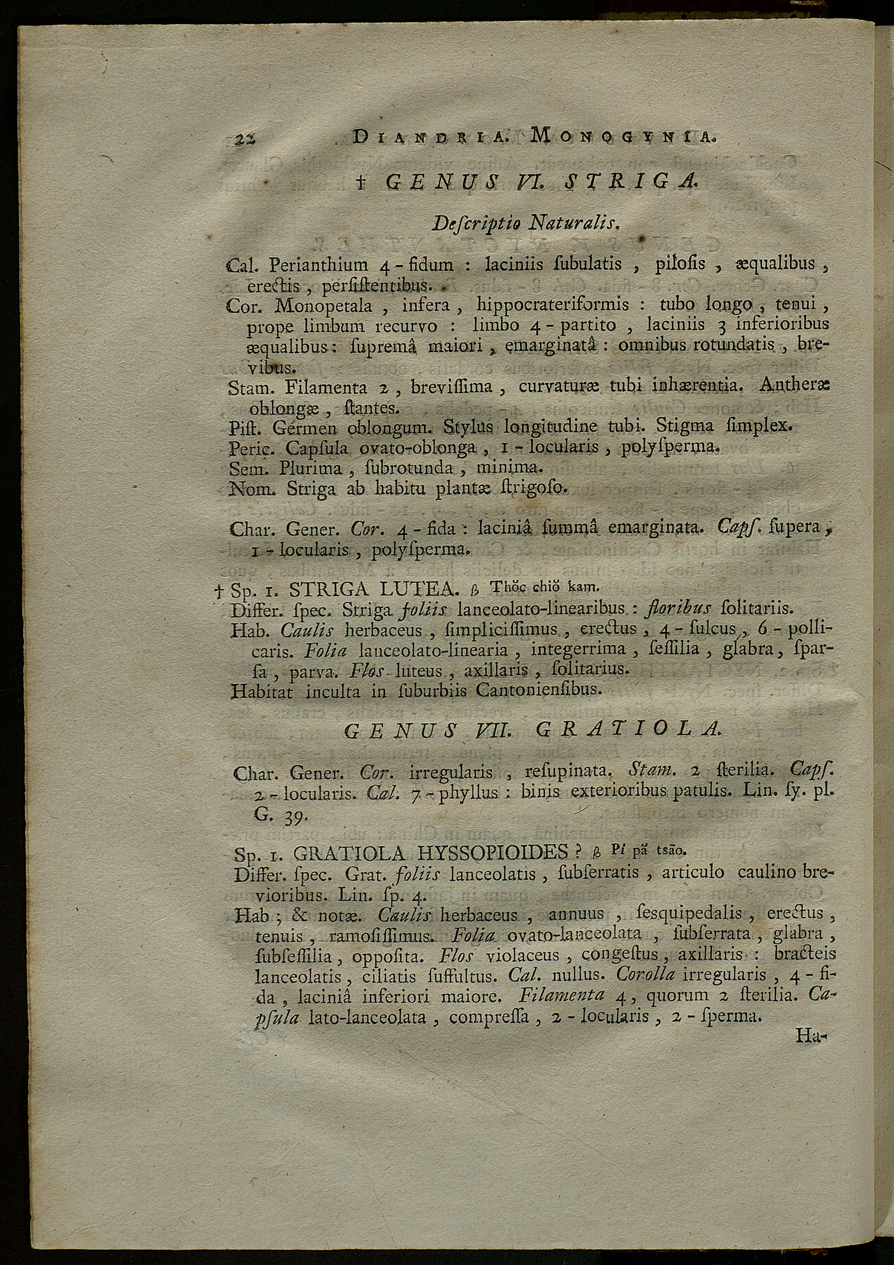 22 DIANDRIA. MONOGYNIA.
† GENUS VI. STRIGA.
Deſcriptio Naturalis.
Cal. Perianthium 4-fidum : laciniis ſubulatis , piloſis , æqualibus ,
erectis , perſiſtentibus.
Cor. Monopetala , infera , hippocrateriformis : tubo longo , tenui ,
prope limbum recurvo : limbo 4-partito , laciniis 3 inferioribus
æqualibus : ſupremâ maiori , emarginatâ : omnibus rotundatis , bre-
vibus.
Stam. Filamenta 2 , breviſſima , curvaturæ tubi inhærentia. Antheræ
oblongæ , ſtantes.
Piſt. Germen oblongum. Stylus longitudine tubi. Stigma ſimplex.
Peric. Capſula ovato-oblonga , 1-locularis , polyſperma.
Sem. Plurima , ſubrotunda , minima.
Nom. Striga ab habitu plantæ ſtrigoſo.
Char. Gener. Cor. 4-fida : laciniâ ſummâ emarginata. Capſ. ſupera ,
1-locularis , polyſperma.
† Sp. 1. STRIGA LUTEA. ß Thŏc chiŏ kam.
Differ. ſpec. Striga foliis lanceolato-linearibus : floribus ſolitariis.
Hab. Caulis herbaceus , ſimpliciſſimus , erectus , 4-ſulcus , 6-polli-
caris. Folia lanceolato-linearia , integerrima , ſeſſilia , glabra , ſpar-
ſa , parva. Flos luteus , axillaris , ſolitarius.
Habitat inculta in ſuburbiis Cantonienſibus.
GENUS VII. GRATIOLA.
Char. Gener. Cor. irregularis , reſupinata. Stam. 2 ſterilia. Capſ.
2-locularis. Cal. 7-phyllus : binis exterioribus patulis. Lin. ſy. pl.
G. 39.
Sp. 1. GRATIOLA HYSSOPIOIDES ? ß Pí pă tsāo.
Differ. ſpec. Grat. foliis lanceolatis , ſubſerratis , articulo caulino bre-
vioribus. Lin. ſp. 4.
Hab ; & notæ. Caulis herbaceus , annuus , ſesquipedalis , erectus ,
tenuis , ramoſiſſimus. Folia ovato-lanceolata , ſubſerrata , glabra ,
ſubſeſſilia , oppoſita. Flos violaceus , congeſtus , axillaris : bracteis
lanceolatis , ciliatis ſuffultus. Cal. nullus. Corolla irregularis , 4-fi-
da , laciniâ inferiori maiore. Filamenta 4, quorum 2 ſterilia. Ca-
pſula lato-lanceolata , compreſſa , 2-locularis , 2-ſperma.
Ha-